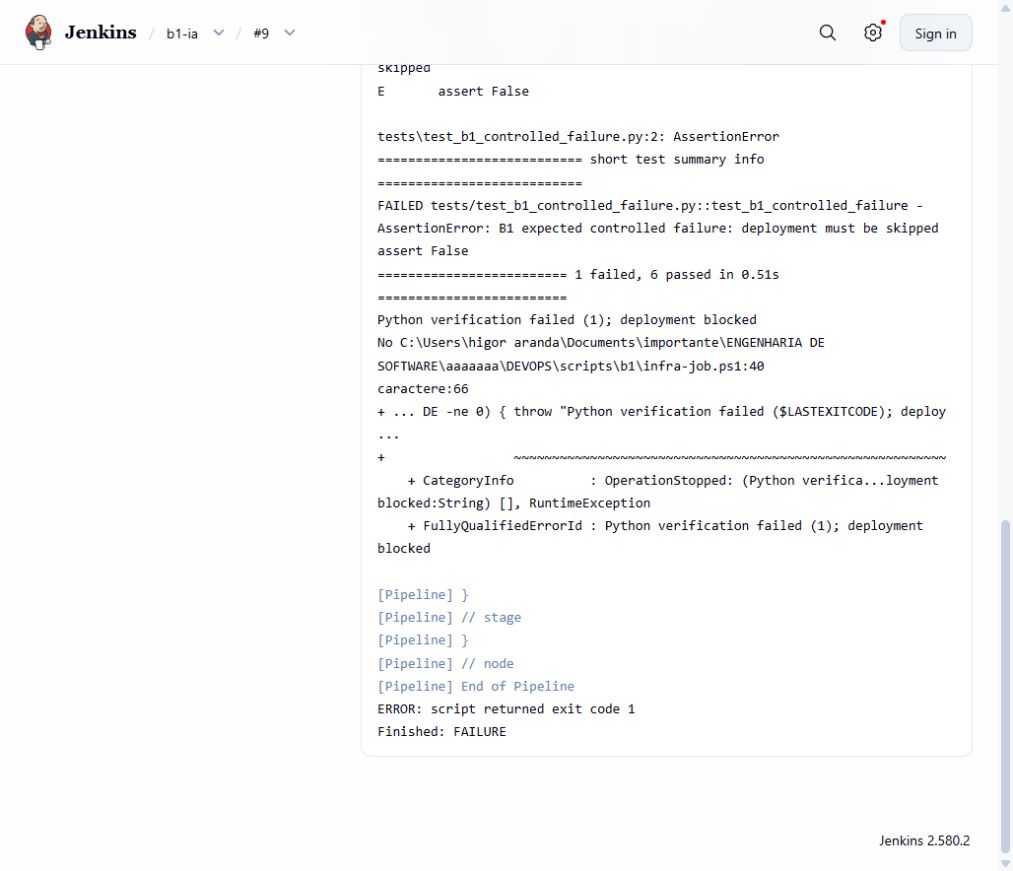 Jenkins / b1-ia / #9
Sign in
skipped
E       assert False
tests\test_b1_controlled_failure.py:2: AssertionError
=========================== short test summary info
===========================
FAILED tests/test_b1_controlled_failure.py::test_b1_controlled_failure -
AssertionError: B1 expected controlled failure: deployment must be skipped
assert False
========================= 1 failed, 6 passed in 0.51s
=========================
Python verification failed (1); deployment blocked
No C:\Users\higor aranda\Documents\importante\ENGENHARIA DE
SOFTWARE\aaaaaaa\DEVOPS\scripts\b1\infra-job.ps1:40
caractere:66
+ ... DE -ne 0) { throw "Python verification failed ($LASTEXITCODE); deploy
...
+                 ~~~~~~~~~~~~~~~~~~~~~~~~~~~~~~~~~~~~~~~~~~~~~~~~~~~~~~~~~
    + CategoryInfo          : OperationStopped: (Python verifica...loyment
blocked:String) [], RuntimeException
    + FullyQualifiedErrorId : Python verification failed (1); deployment
blocked
[Pipeline] }
[Pipeline] // stage
[Pipeline] }
[Pipeline] // node
[Pipeline] End of Pipeline
ERROR: script returned exit code 1
Finished: FAILURE
Jenkins 2.580.2